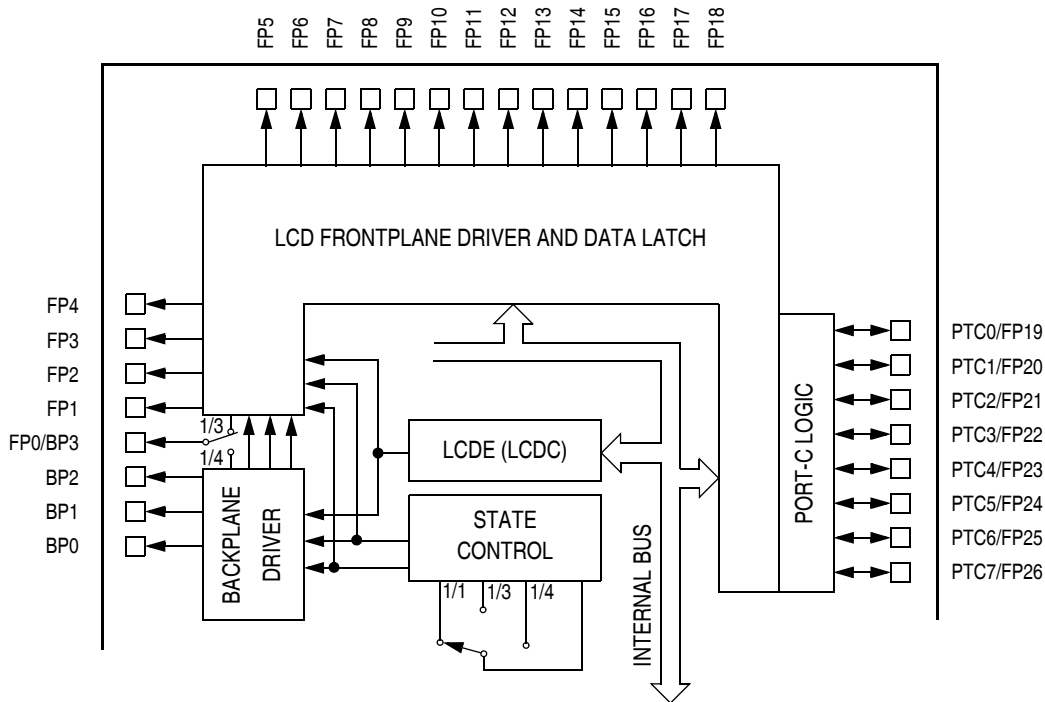 FP5
FP6
FP7
FP8
FP9
FP10
FP11
FP12
FP13
FP14
FP15
FP16
FP17
FP18
LCD FRONTPLANE DRIVER AND DATA LATCH
FP4
FP3
FP2
FP1
FP0/BP3
BP2
BP1
BP0
1/3
1/4
BACKPLANE
DRIVER
LCDE (LCDC)
STATE
CONTROL
1/1
1/3
1/4
INTERNAL BUS
PORT-C LOGIC
PTC0/FP19
PTC1/FP20
PTC2/FP21
PTC3/FP22
PTC4/FP23
PTC5/FP24
PTC6/FP25
PTC7/FP26